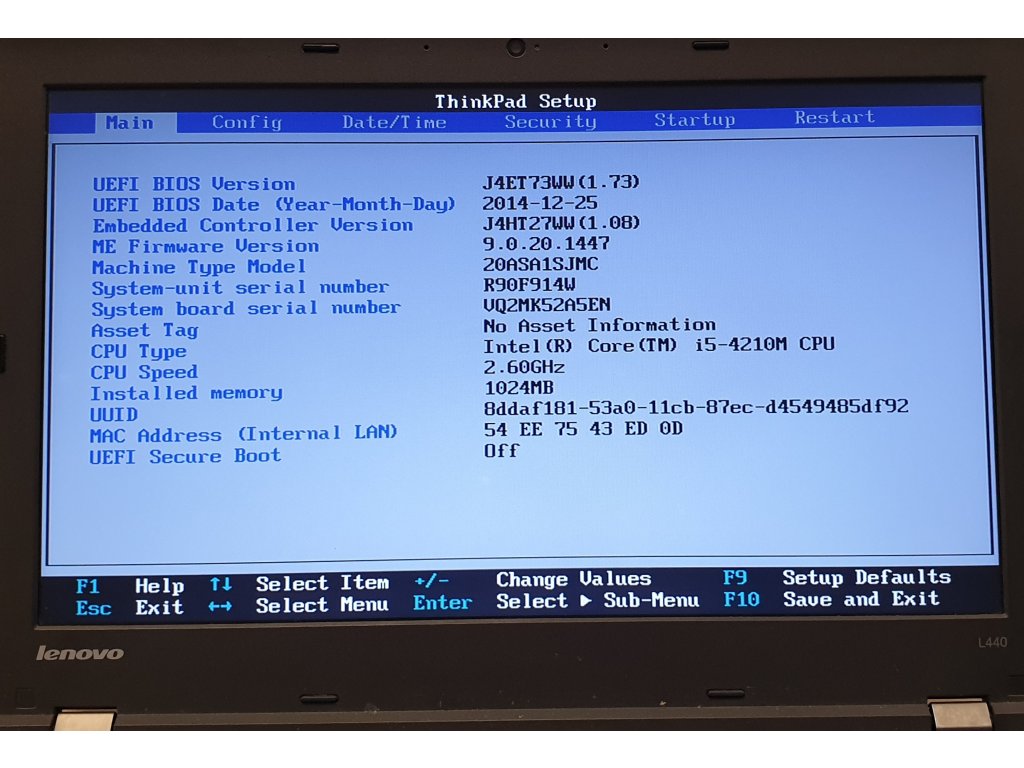 ThinkPad Setup
Main Config Date/Time Security Startup Restart
UEFI BIOS Version J4ET73WW(1.73)
UEFI BIOS Date (Year-Month-Day) 2014-12-25
Embedded Controller Version J4HT27WW(1.08)
ME Firmware Version 9.0.20.1447
Machine Type Model 20ASA1SJMC
System-unit serial number R90F914W
System board serial number VQ2MK52A5EN
Asset Tag No Asset Information
CPU Type Intel(R) Core(TM) i5-4210M CPU
CPU Speed 2.60GHz
Installed memory 1024MB
UUID 8ddaf181-53a0-11cb-87ec-d4549485df92
MAC Address (Internal LAN) 54 EE 75 43 ED 0D
UEFI Secure Boot Off
F1 Help ↑↓ Select Item +/- Change Values F9 Setup Defaults
Esc Exit ←→ Select Menu Enter Select ▶ Sub-Menu F10 Save and Exit
lenovo L440